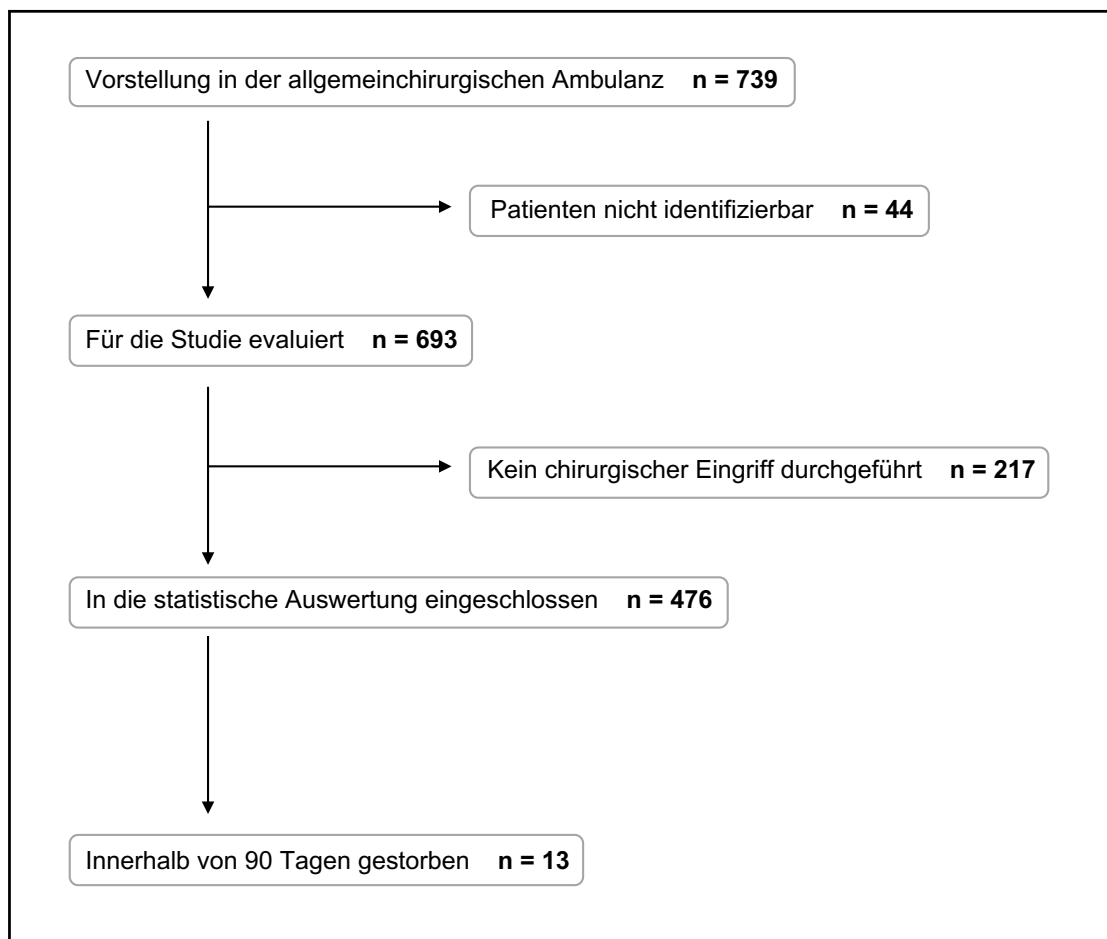 Vorstellung in der allgemeinchirurgischen Ambulanz n = 739
Patienten nicht identifizierbar n = 44
Für die Studie evaluiert n = 693
Kein chirurgischer Eingriff durchgeführt n = 217
In die statistische Auswertung eingeschlossen n = 476
Innerhalb von 90 Tagen gestorben n = 13